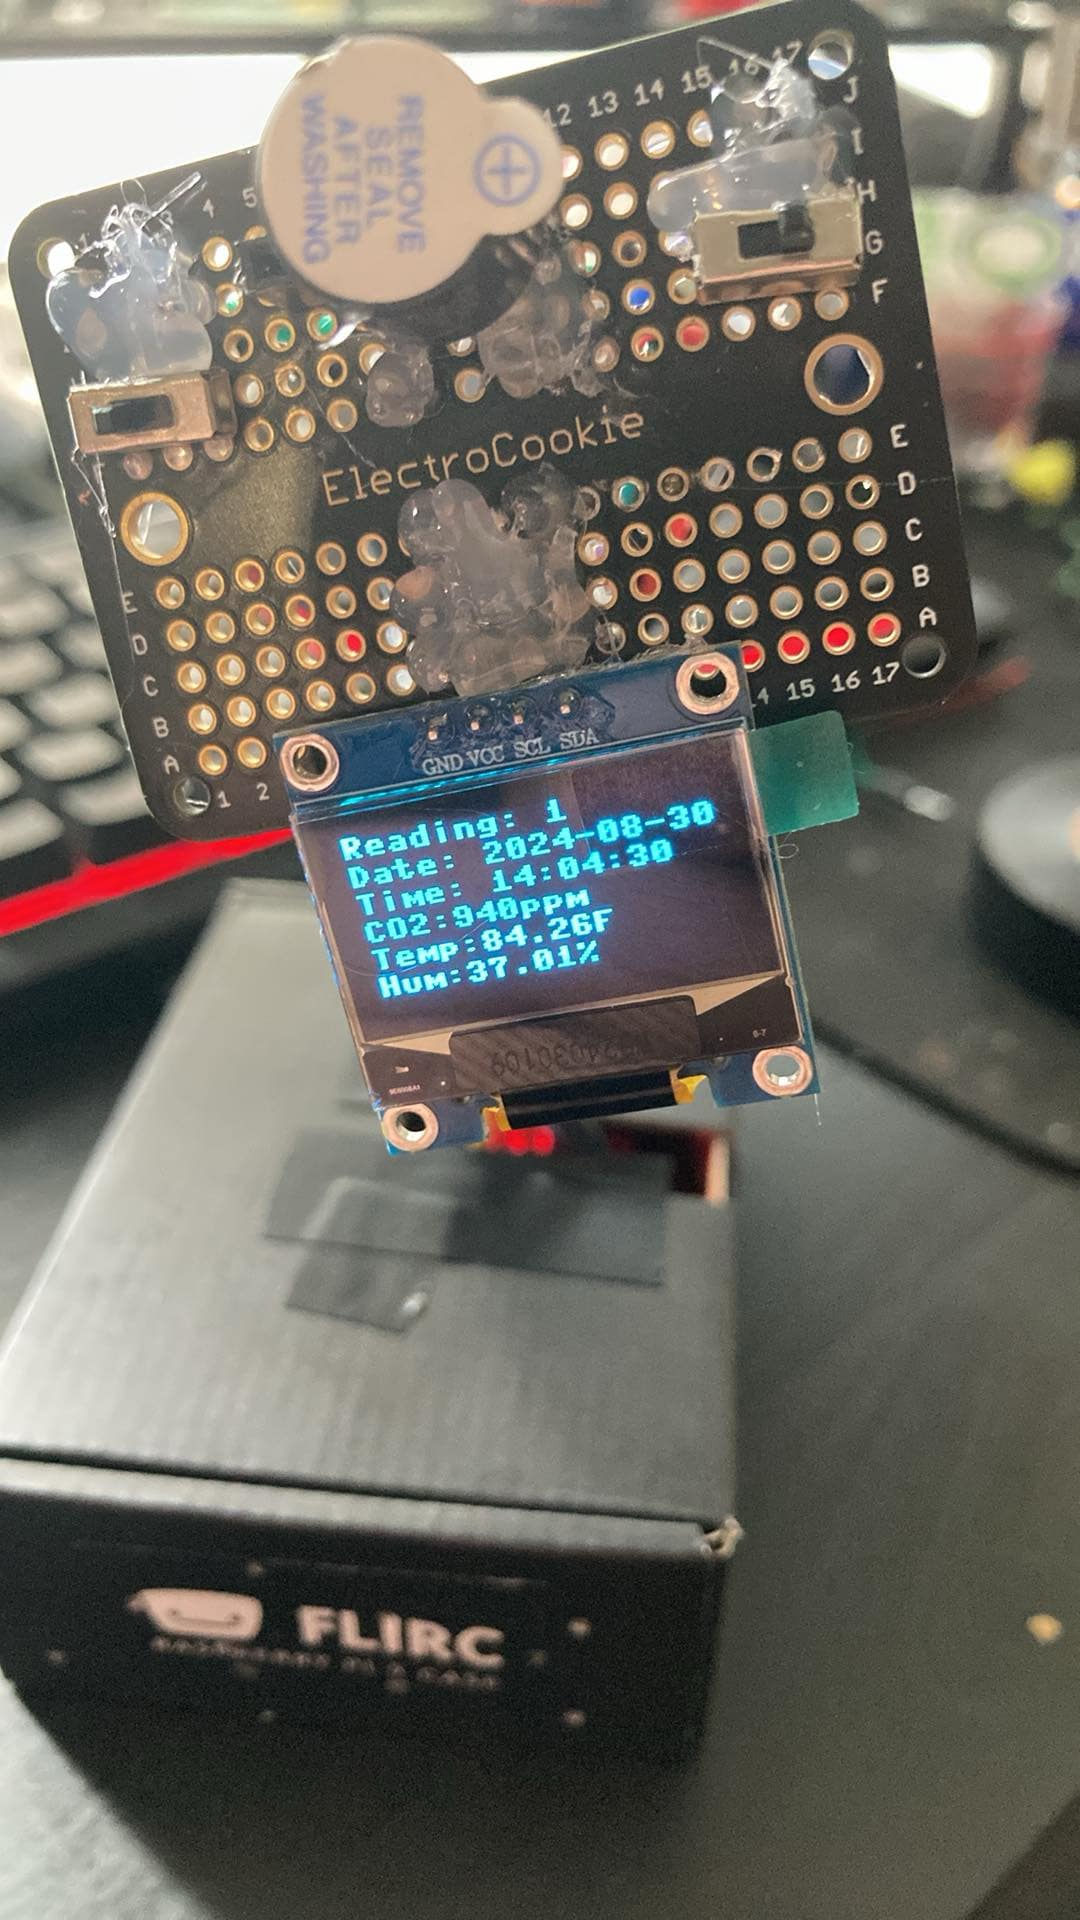 REMOVE
SEAL
AFTER
WASHING
4 5 12 13 14 15 16 17
J
I
H
G
F
ElectroCookie
E
D
C
B
A
E
D
C
B
A
1 2
4 15 16 17
GND VCC SCL SDA
Reading: 1
Date: 2024-08-30
Time: 14:04:30
CO2:940ppm
Temp:84.26F
Hum:37.01%
FLIRC